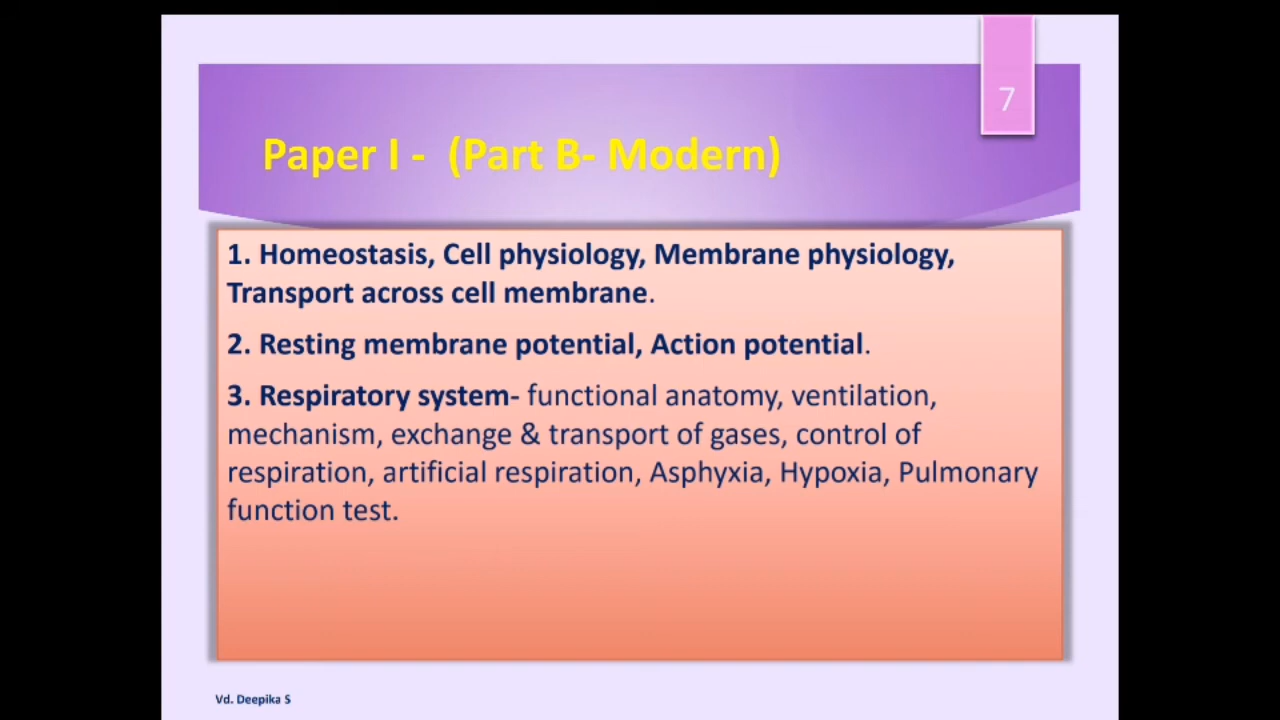 7
Paper I - (Part B- Modern)
1. Homeostasis, Cell physiology, Membrane physiology,
Transport across cell membrane.
2. Resting membrane potential, Action potential.
3. Respiratory system- functional anatomy, ventilation,
mechanism, exchange & transport of gases, control of
respiration, artificial respiration, Asphyxia, Hypoxia, Pulmonary
function test.
Vd. Deepika S